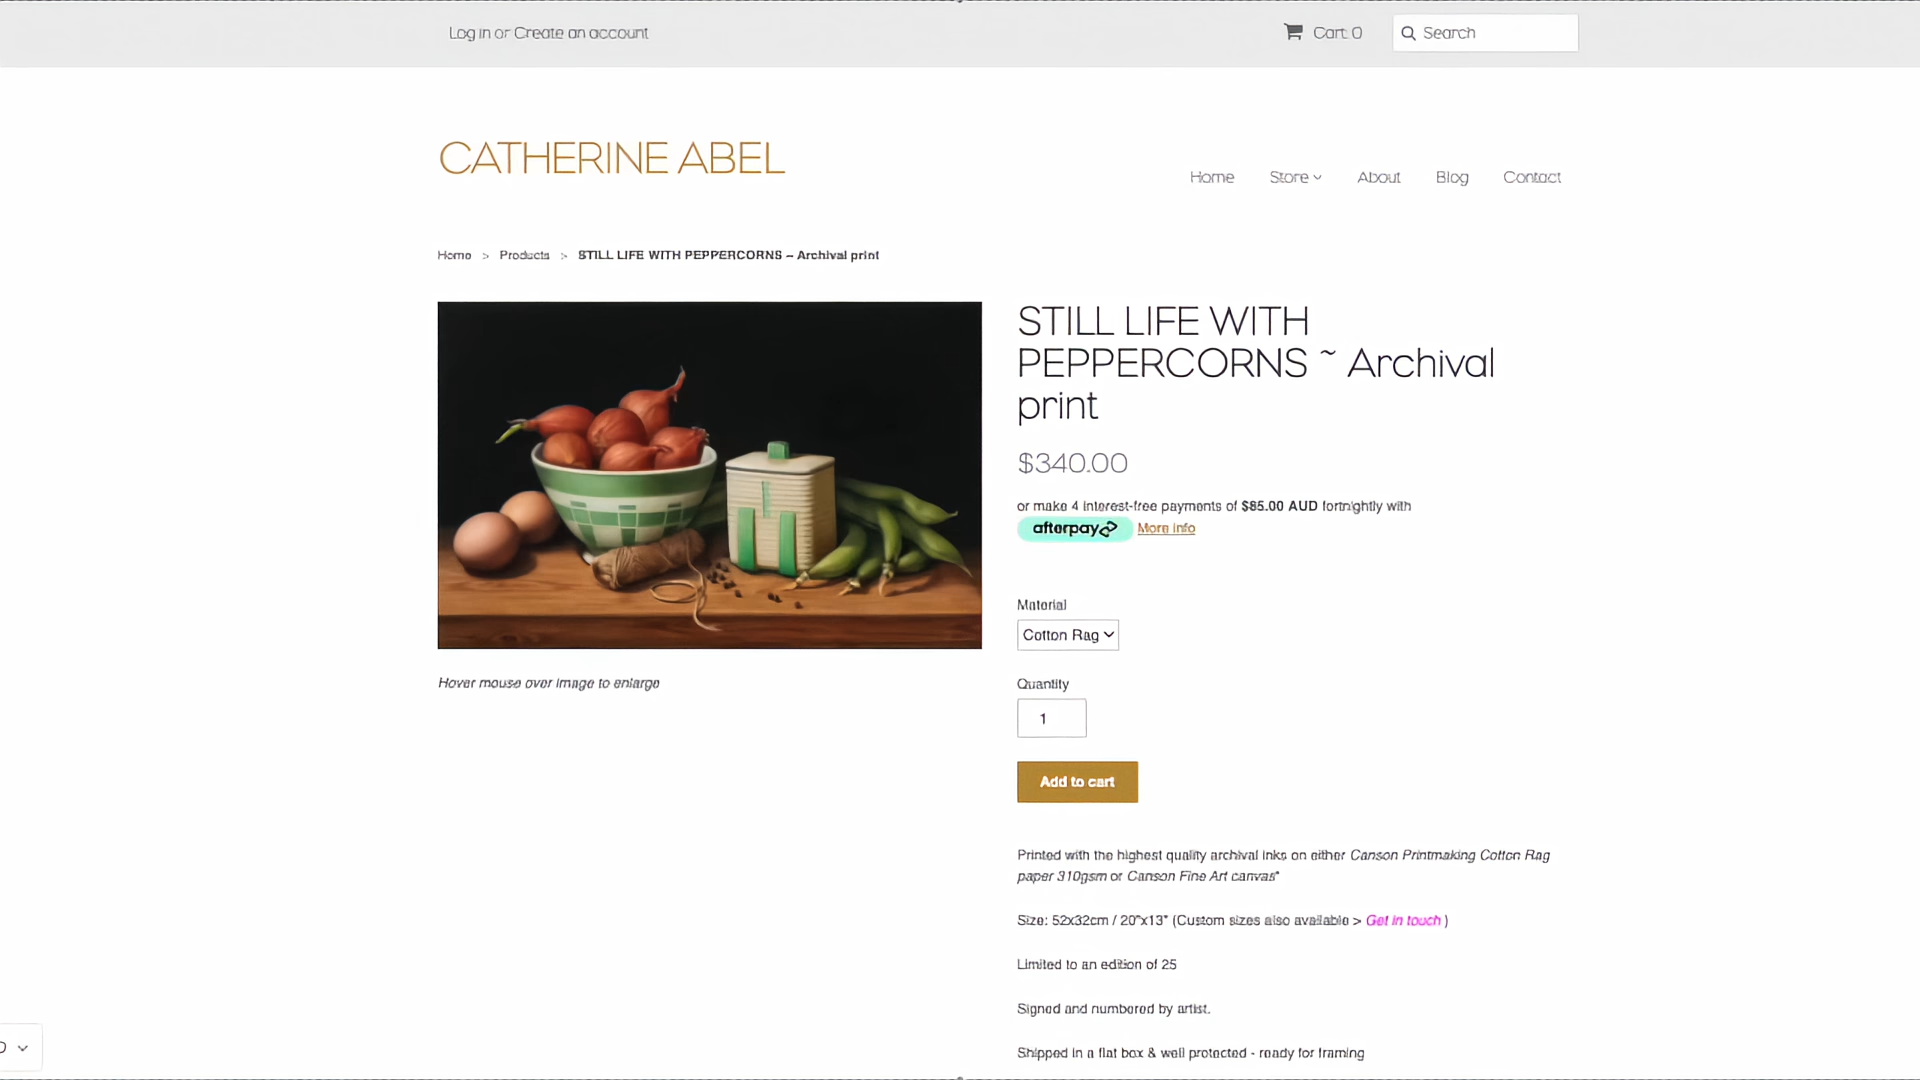 Log in or Create an account
Cart: 0
Search
CATHERINE ABEL
Home
Store
About
Blog
Contact
Home > Products > STILL LIFE WITH PEPPERCORNS ~ Archival print
STILL LIFE WITH
PEPPERCORNS ~ Archival
print
$340.00
or make 4 interest-free payments of $85.00 AUD fortnightly with
afterpay More info
Material
Cotton Rag
Quantity
1
Add to cart
Hover mouse over image to enlarge
Printed with the highest quality archival inks on either Canson Printmaking Cotton Rag
paper 310gsm or Canson Fine Art canvas*
Size: 52x32cm / 20"x13" (Custom sizes also available > Get in touch )
Limited to an edition of 25
Signed and numbered by artist.
Shipped in a flat box & well protected - ready for framing